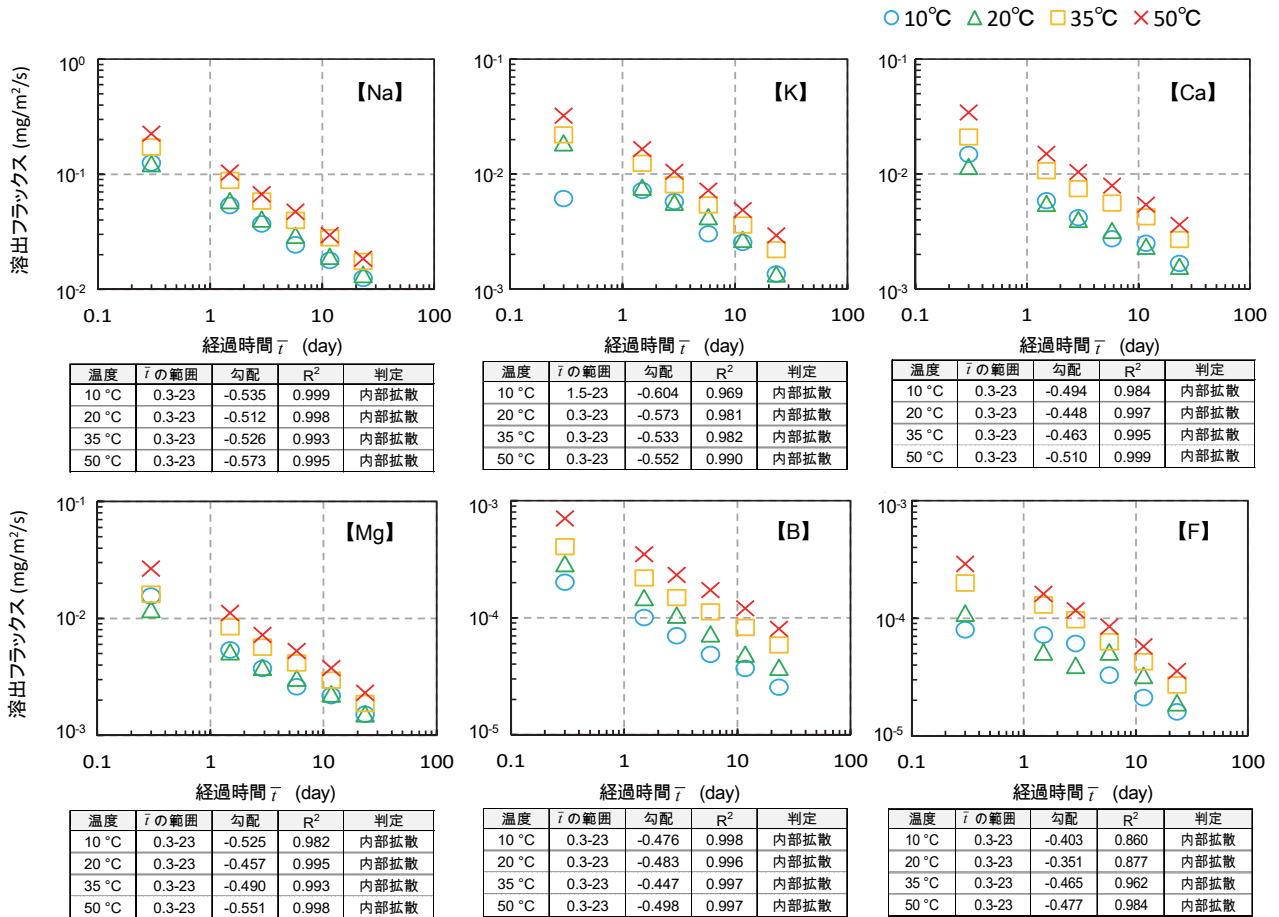 10℃ 20℃ 35℃ 50℃
溶出フラックス (mg/m²/s)
10⁰
10⁻¹
10⁻²
【Na】
0.1 1 10 100
経過時間 t̄ (day)
温度 t̄ の範囲 勾配 R² 判定
10 °C 0.3-23 -0.535 0.999 内部拡散
20 °C 0.3-23 -0.512 0.998 内部拡散
35 °C 0.3-23 -0.526 0.993 内部拡散
50 °C 0.3-23 -0.573 0.995 内部拡散
10⁻¹
10⁻²
10⁻³
【K】
0.1 1 10 100
経過時間 t̄ (day)
温度 t̄ の範囲 勾配 R² 判定
10 °C 1.5-23 -0.604 0.969 内部拡散
20 °C 0.3-23 -0.573 0.981 内部拡散
35 °C 0.3-23 -0.533 0.982 内部拡散
50 °C 0.3-23 -0.552 0.990 内部拡散
10⁻¹
10⁻²
10⁻³
【Ca】
0.1 1 10 100
経過時間 t̄ (day)
温度 t̄ の範囲 勾配 R² 判定
10 °C 0.3-23 -0.494 0.984 内部拡散
20 °C 0.3-23 -0.448 0.997 内部拡散
35 °C 0.3-23 -0.463 0.995 内部拡散
50 °C 0.3-23 -0.510 0.999 内部拡散
溶出フラックス (mg/m²/s)
10⁻¹
10⁻²
10⁻³
【Mg】
0.1 1 10 100
経過時間 t̄ (day)
温度 t̄ の範囲 勾配 R² 判定
10 °C 0.3-23 -0.525 0.982 内部拡散
20 °C 0.3-23 -0.457 0.995 内部拡散
35 °C 0.3-23 -0.490 0.993 内部拡散
50 °C 0.3-23 -0.551 0.998 内部拡散
10⁻³
10⁻⁴
10⁻⁵
【B】
0.1 1 10 100
経過時間 t̄ (day)
温度 t̄ の範囲 勾配 R² 判定
10 °C 0.3-23 -0.476 0.998 内部拡散
20 °C 0.3-23 -0.483 0.996 内部拡散
35 °C 0.3-23 -0.447 0.997 内部拡散
50 °C 0.3-23 -0.498 0.997 内部拡散
10⁻³
10⁻⁴
10⁻⁵
【F】
0.1 1 10 100
経過時間 t̄ (day)
温度 t̄ の範囲 勾配 R² 判定
10 °C 0.3-23 -0.403 0.860 内部拡散
20 °C 0.3-23 -0.351 0.877 内部拡散
35 °C 0.3-23 -0.465 0.962 内部拡散
50 °C 0.3-23 -0.477 0.984 内部拡散